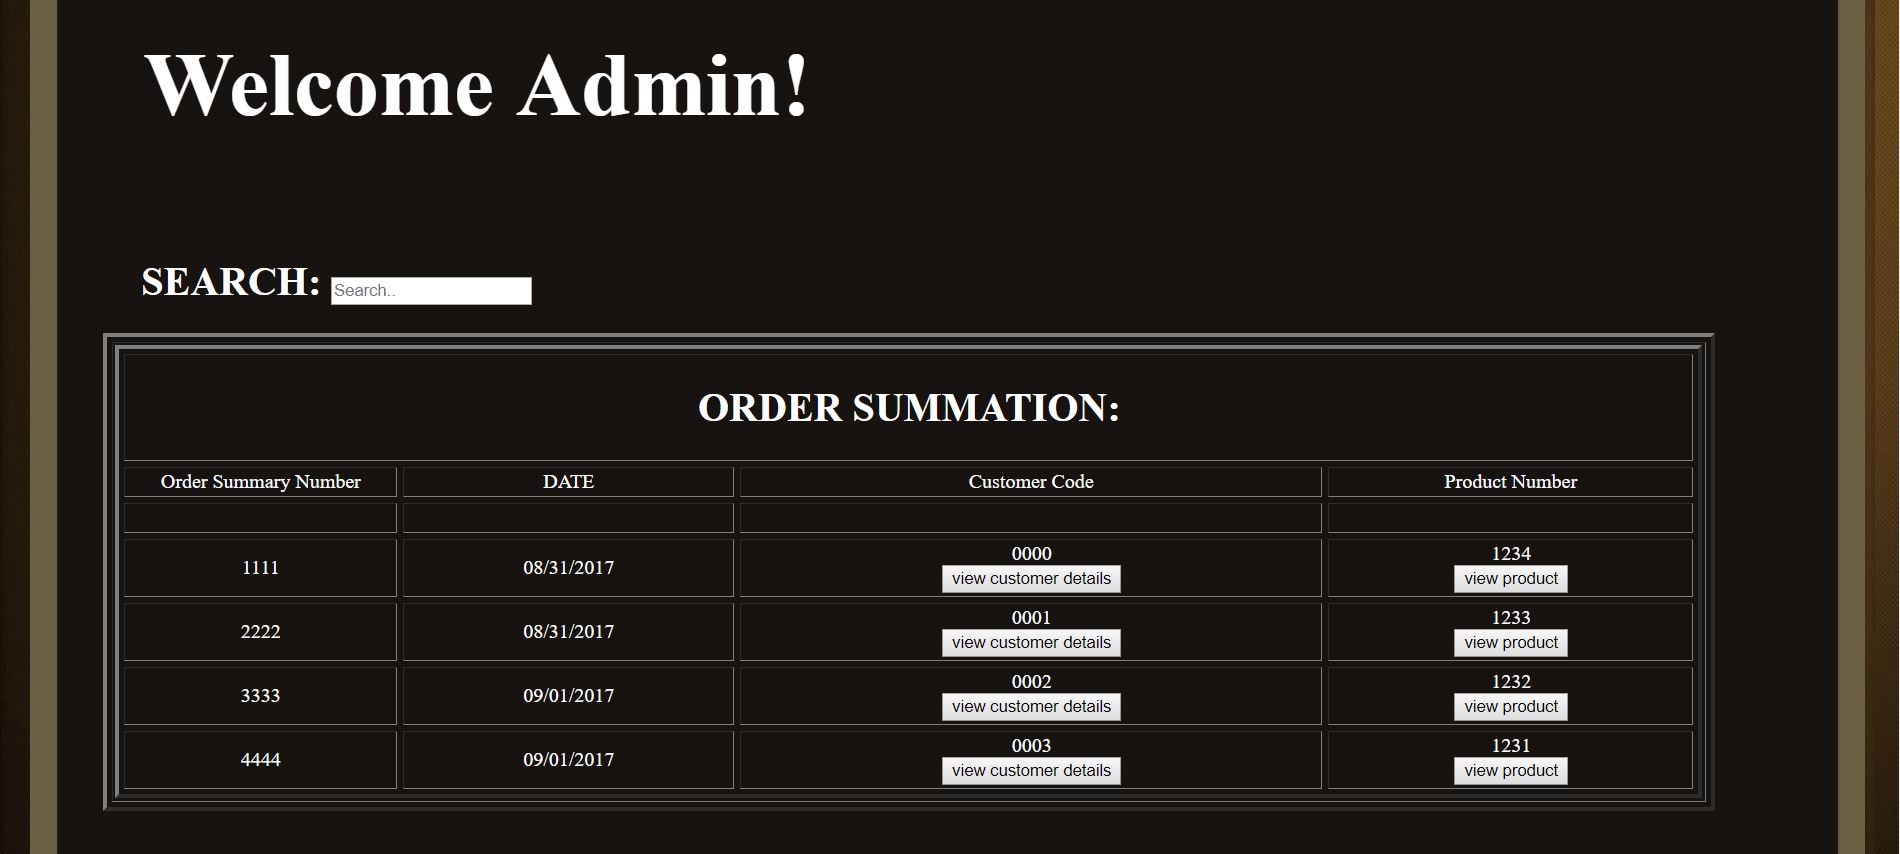 Welcome Admin!
SEARCH: Search..
ORDER SUMMATION:
Order Summary Number DATE Customer Code Product Number
1111 08/31/2017 0000 1234
view customer details view product
2222 08/31/2017 0001 1233
view customer details view product
3333 09/01/2017 0002 1232
view customer details view product
4444 09/01/2017 0003 1231
view customer details view product